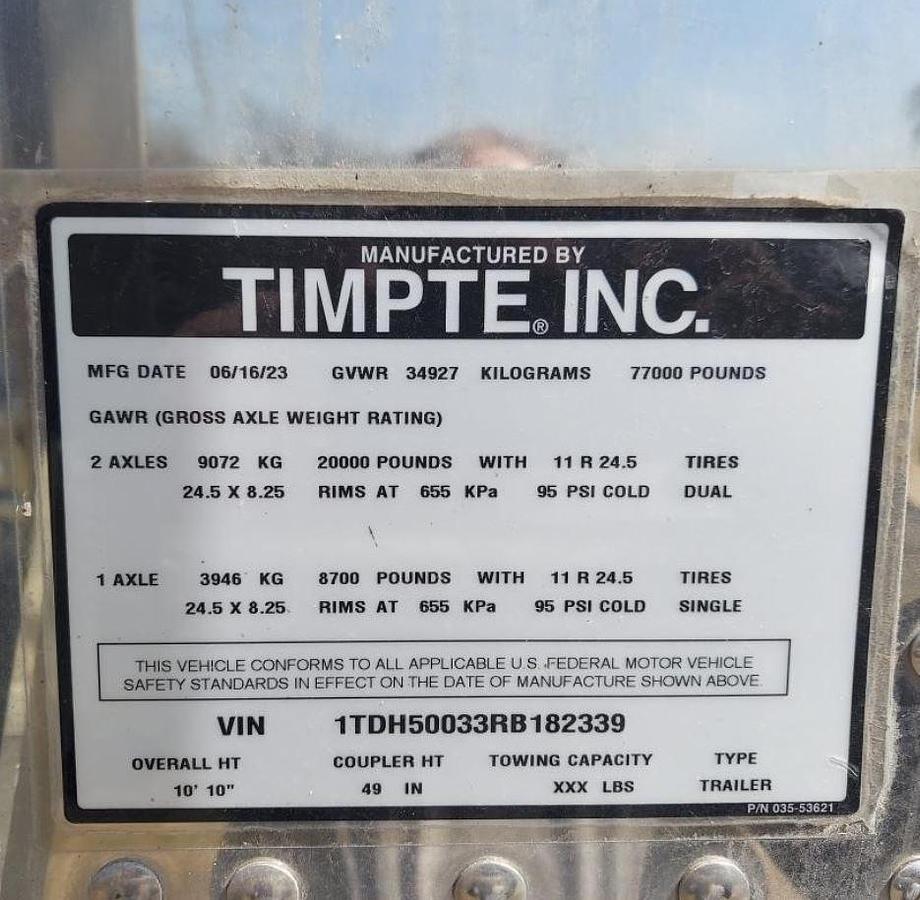 MANUFACTURED BY
TIMPTE® INC.
MFG DATE 06/16/23 GVWR 34927 KILOGRAMS 77000 POUNDS
GAWR (GROSS AXLE WEIGHT RATING)
2 AXLES 9072 KG 20000 POUNDS WITH 11 R 24.5 TIRES
24.5 X 8.25 RIMS AT 655 KPa 95 PSI COLD DUAL
1 AXLE 3946 KG 8700 POUNDS WITH 11 R 24.5 TIRES
24.5 X 8.25 RIMS AT 655 KPa 95 PSI COLD SINGLE
THIS VEHICLE CONFORMS TO ALL APPLICABLE U.S. FEDERAL MOTOR VEHICLE
SAFETY STANDARDS IN EFFECT ON THE DATE OF MANUFACTURE SHOWN ABOVE.
VIN 1TDH50033RB182339
OVERALL HT COUPLER HT TOWING CAPACITY TYPE
10' 10" 49 IN XXX LBS TRAILER
P/N 035-53621